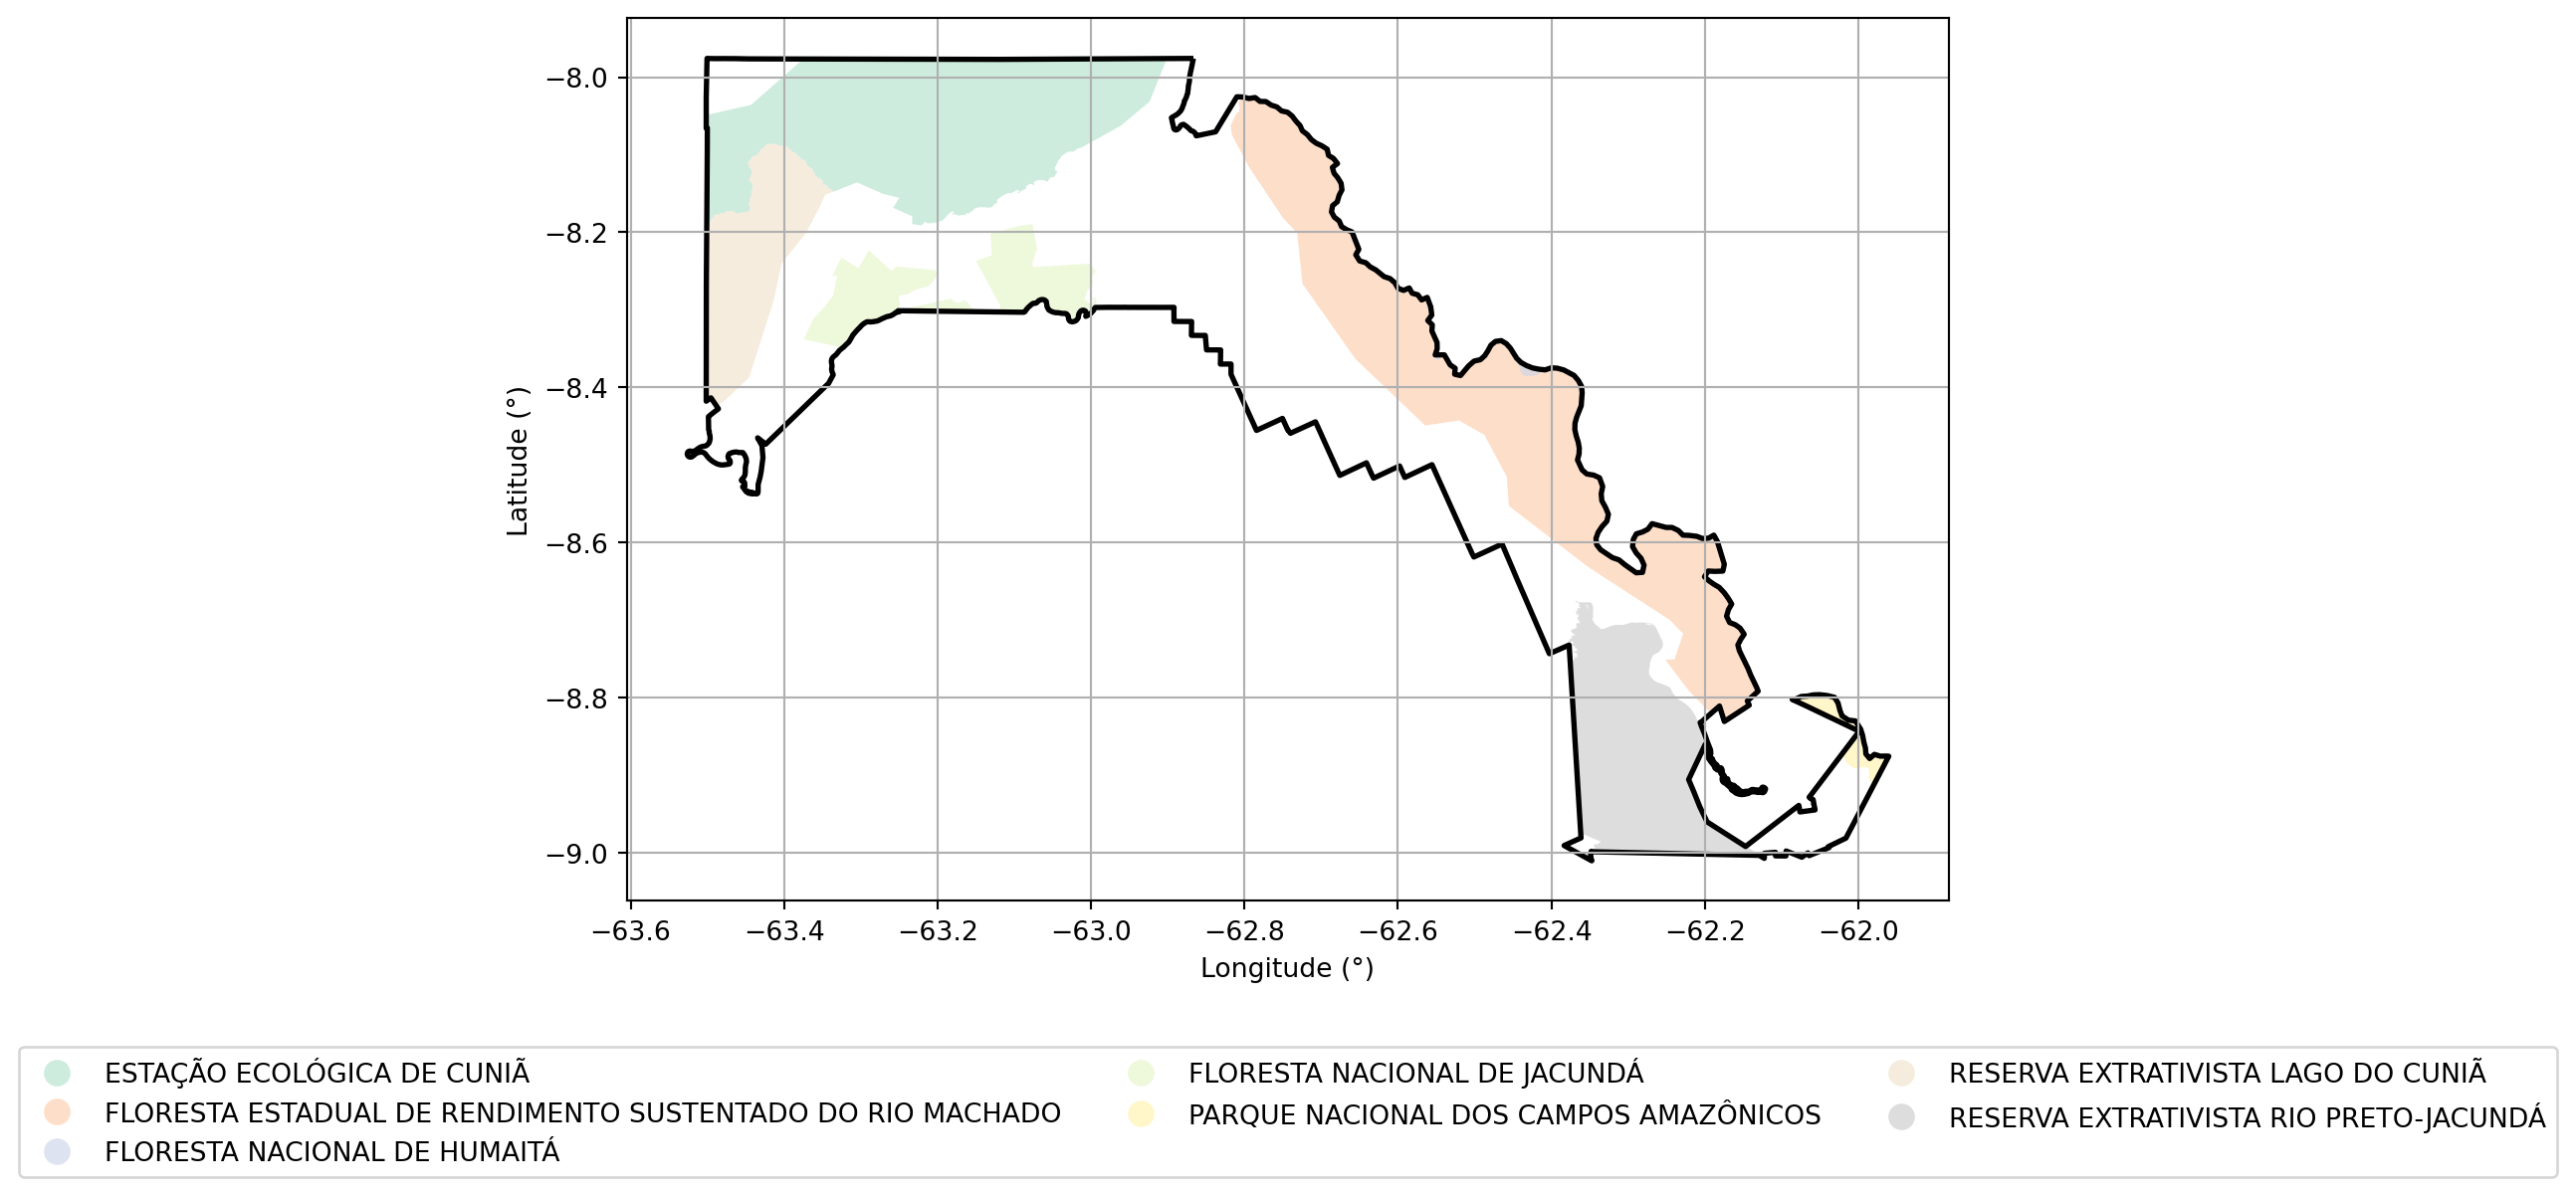 −8.0
−8.2
−8.4
−8.6
−8.8
−9.0
Latitude (°)
−63.6 −63.4 −63.2 −63.0 −62.8 −62.6 −62.4 −62.2 −62.0
Longitude (°)
ESTAÇÃO ECOLÓGICA DE CUNIÃ
FLORESTA ESTADUAL DE RENDIMENTO SUSTENTADO DO RIO MACHADO
FLORESTA NACIONAL DE HUMAITÁ
FLORESTA NACIONAL DE JACUNDÁ
PARQUE NACIONAL DOS CAMPOS AMAZÔNICOS
RESERVA EXTRATIVISTA LAGO DO CUNIÃ
RESERVA EXTRATIVISTA RIO PRETO-JACUNDÁ